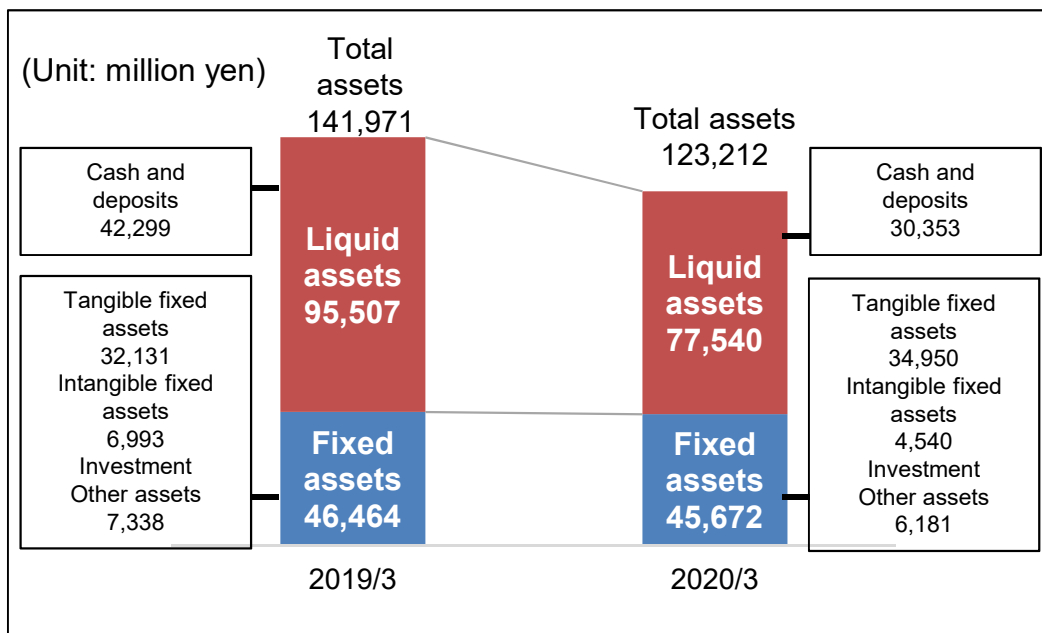 (Unit: million yen)
Total
assets
141,971
Total assets
123,212
Cash and
deposits
42,299
Tangible fixed
assets
32,131
Intangible fixed
assets
6,993
Investment
Other assets
7,338
Liquid
assets
95,507
Fixed
assets
46,464
Liquid
assets
77,540
Fixed
assets
45,672
Cash and
deposits
30,353
Tangible fixed
assets
34,950
Intangible fixed
assets
4,540
Investment
Other assets
6,181
2019/3
2020/3